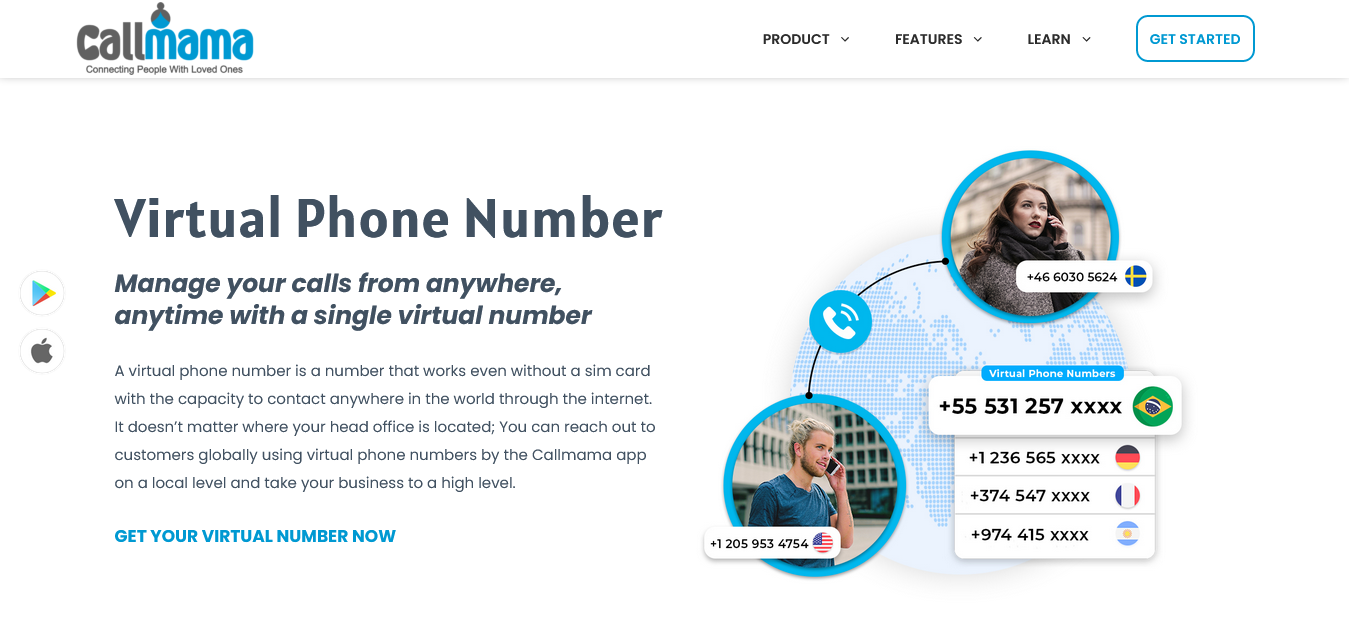 callmama
Connecting People With Loved Ones
PRODUCT
FEATURES
LEARN
GET STARTED
Virtual Phone Number
Manage your calls from anywhere,
anytime with a single virtual number
A virtual phone number is a number that works even without a sim card
with the capacity to contact anywhere in the world through the internet.
It doesn’t matter where your head office is located; You can reach out to
customers globally using virtual phone numbers by the Callmama app
on a local level and take your business to a high level.
GET YOUR VIRTUAL NUMBER NOW
+46 6030 5624
Virtual Phone Numbers
+55 531 257 xxxx
+1 236 565 xxxx
+374 547 xxxx
+974 415 xxxx
+1 205 953 4754